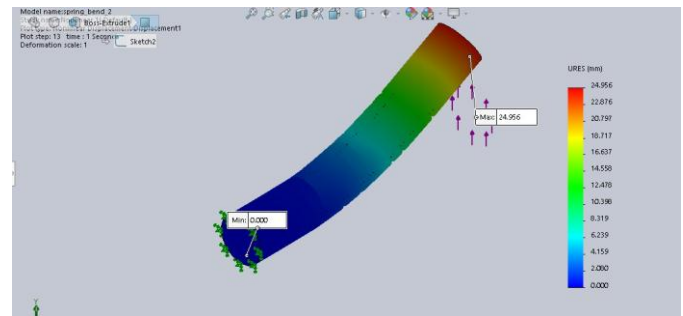 Model name:spring_bend_2
Boss-Extrude1
Plot step: 13 time : 1 Seconds
Deformation scale: 1
Sketch2
URES (mm)
24.956
22.876
20.797
18.717
16.637
14.558
12.478
10.398
8.319
6.239
4.159
2.080
0.000
Max: 24.956
Min: 0.000
Y